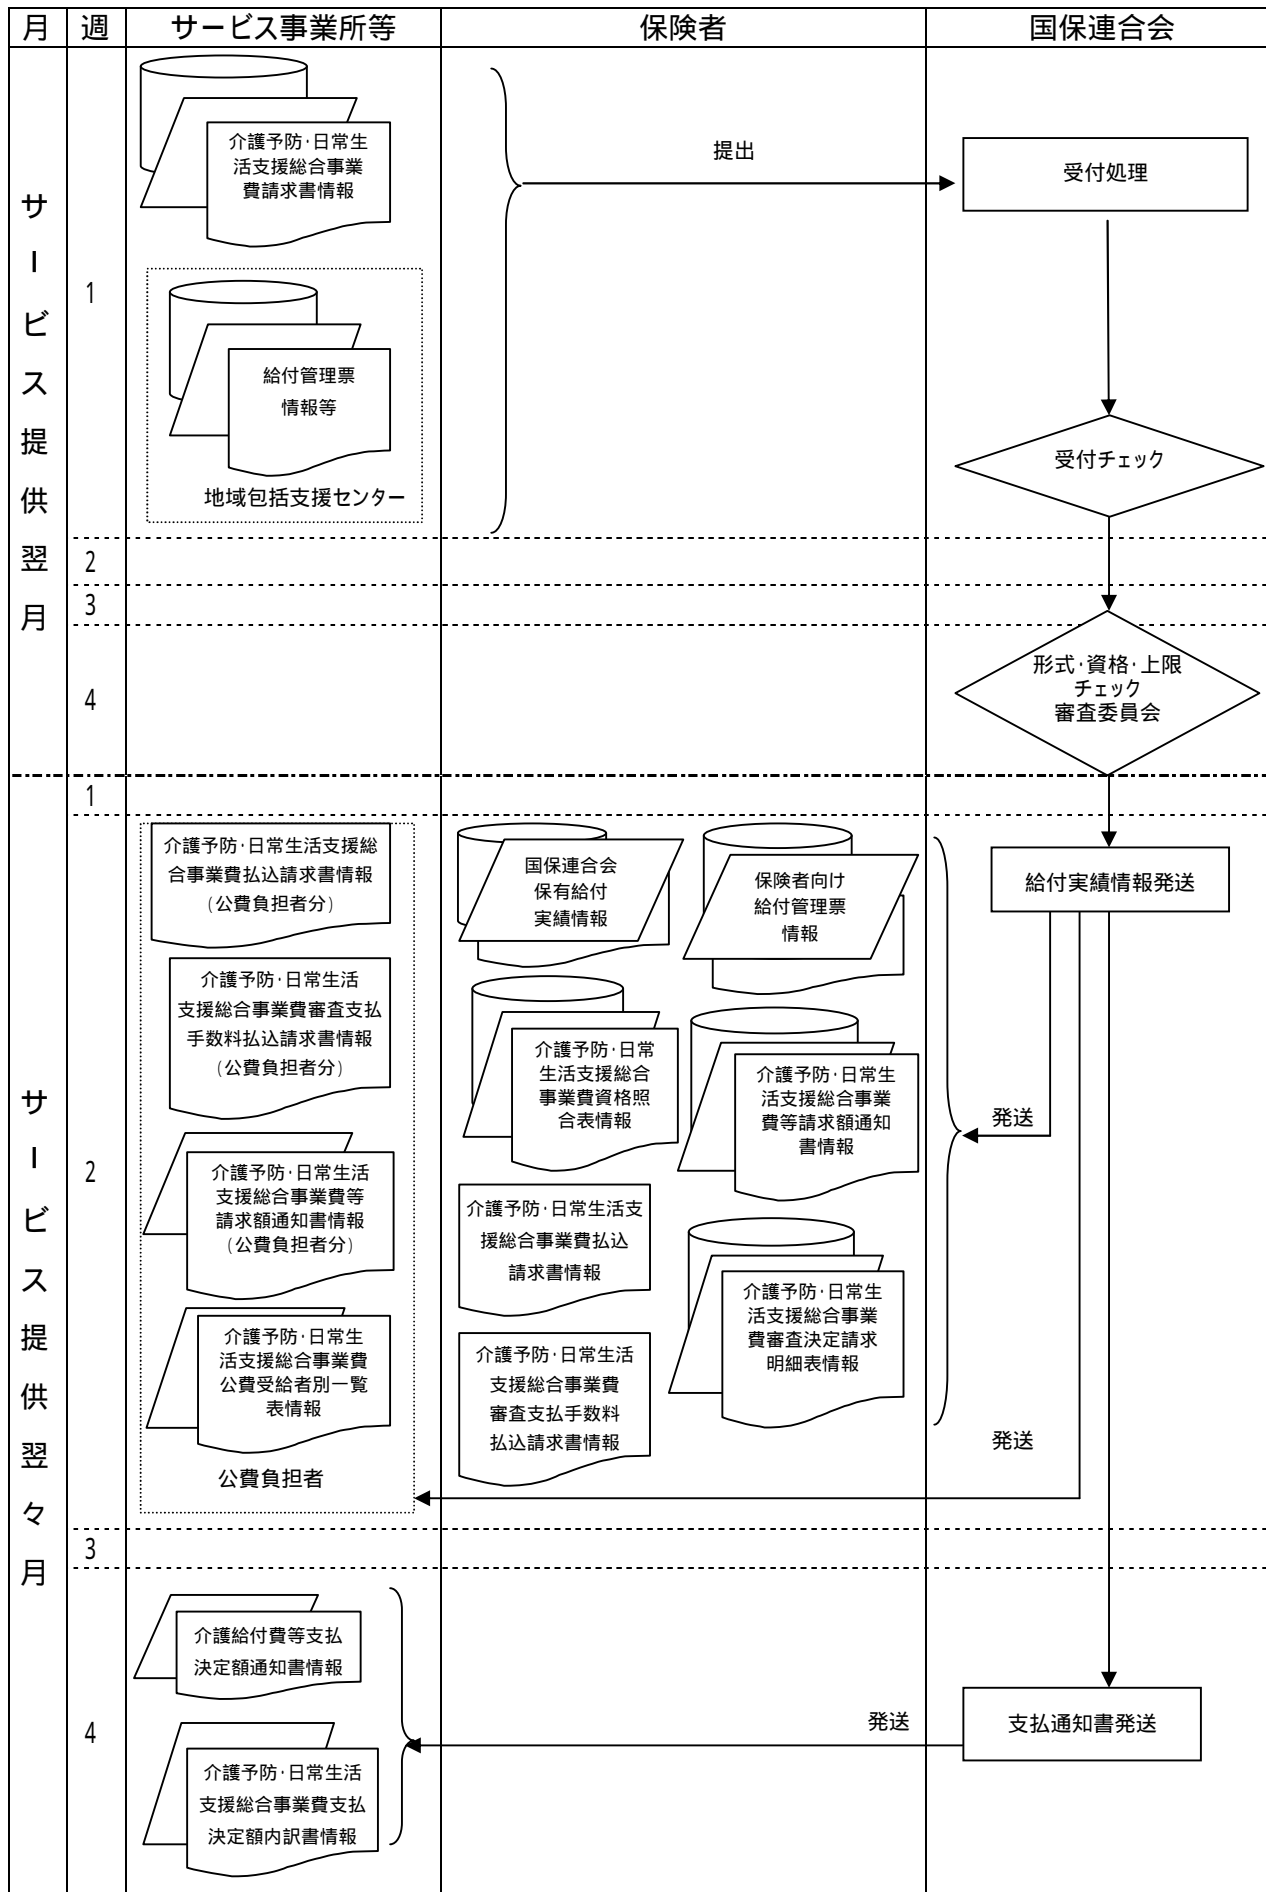 月 週 サービス事業所等 保険者 国保連合会
サービス提供翌月
1
介護予防･日常生
活支援総合事業
費請求書情報
提出
受付処理
給付管理票
情報等
地域包括支援センター
受付チェック
2
3
4
形式･資格･上限
チェック
審査委員会
サービス提供翌々月
1
2
介護予防･日常生活支援総
合事業費払込請求書情報
(公費負担者分)
介護予防･日常生活
支援総合事業費審査支払
手数料払込請求書情報
(公費負担者分)
介護予防･日常生活
支援総合事業費等
請求額通知書情報
(公費負担者分)
介護予防･日常生
活支援総合事業費
公費受給者別一覧
表情報
公費負担者
国保連合会
保有給付
実績情報
保険者向け
給付管理票
情報
介護予防･日常
生活支援総合
事業費資格照
合表情報
介護予防･日常生
活支援総合事業
費等請求額通知
書情報
介護予防･日常生活支
援総合事業費払込
請求書情報
介護予防･日常生
活支援総合事業
費審査決定請求
明細表情報
介護予防･日常生活
支援総合事業費
審査支払手数料
払込請求書情報
給付実績情報発送
発送
発送
3
4
介護給付費等支払
決定額通知書情報
介護予防･日常生活
支援総合事業費支払
決定額内訳書情報
発送
支払通知書発送